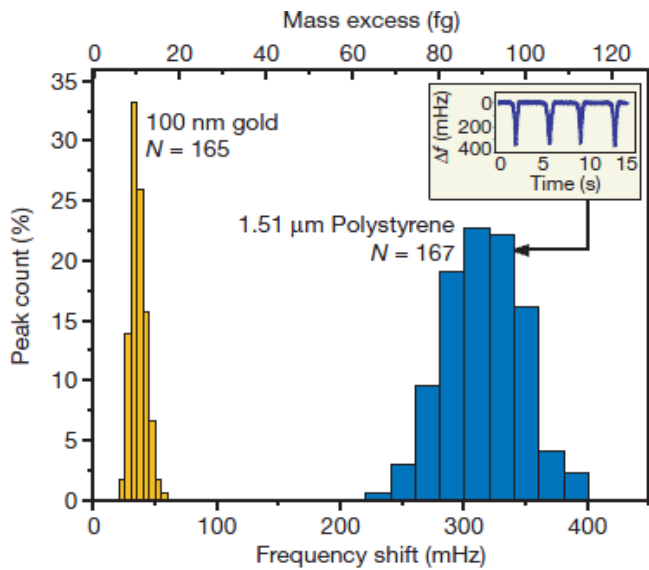 Mass excess (fg)
0 20 40 60 80 100 120
35
30
25
20
15
10
5
0
Peak count (%)
100 nm gold
N = 165
1.51 μm Polystyrene
N = 167
0
200
400
Δf (mHz)
0 5 10 15
Time (s)
0 100 200 300 400
Frequency shift (mHz)